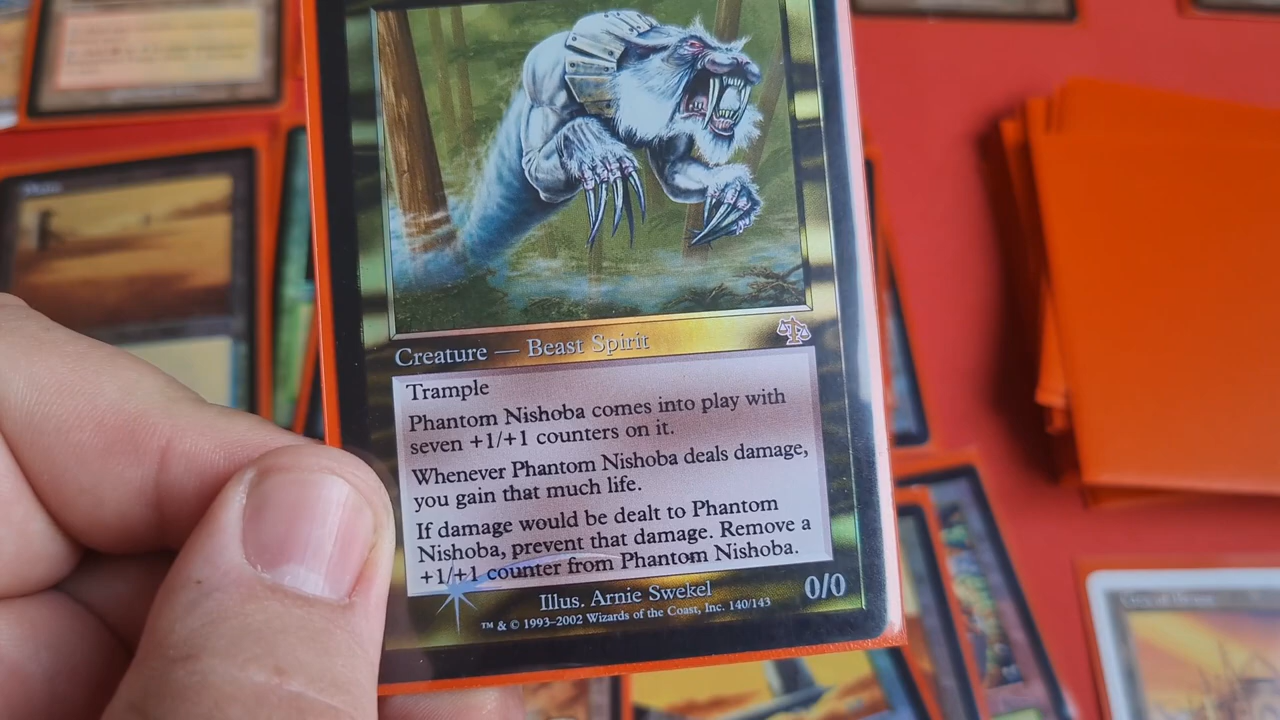 Creature — Beast Spirit
Trample
Phantom Nishoba comes into play with
seven +1/+1 counters on it.
Whenever Phantom Nishoba deals damage,
you gain that much life.
If damage would be dealt to Phantom
Nishoba, prevent that damage. Remove a
+1/+1 counter from Phantom Nishoba.
Illus. Arnie Swekel
0/0
™ & © 1993–2002 Wizards of the Coast, Inc. 140/143